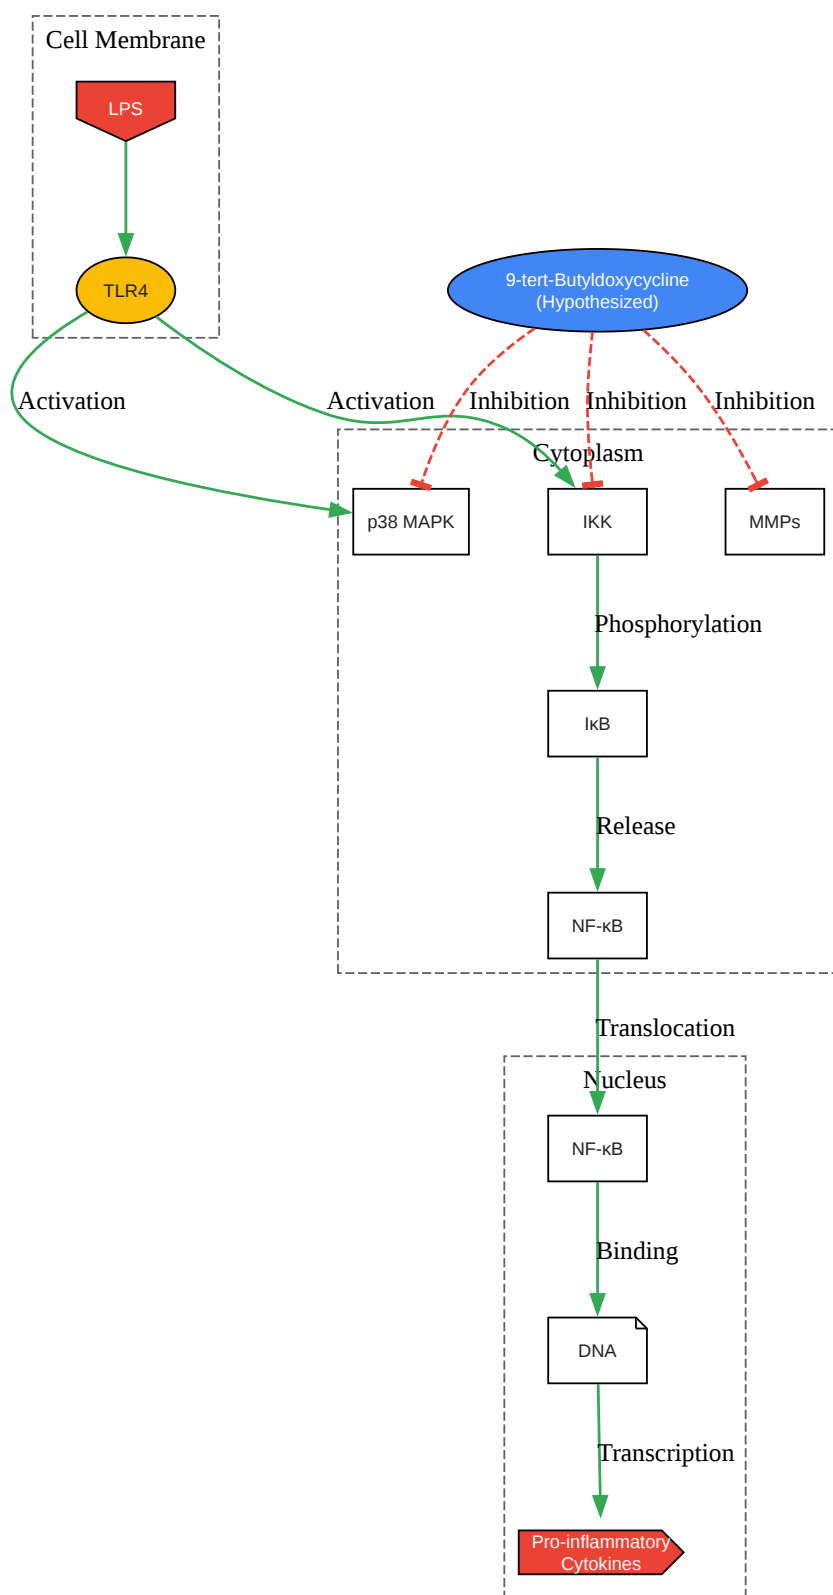 Cell Membrane
LPS
TLR4
9-tert-Butyldoxycycline
(Hypothesized)
Activation
Activation
Inhibition
Inhibition
Inhibition
Cytoplasm
p38 MAPK
IKK
MMPs
Phosphorylation
IκB
Release
NF-κB
Translocation
Nucleus
NF-κB
Binding
DNA
Transcription
Pro-inflammatory
Cytokines